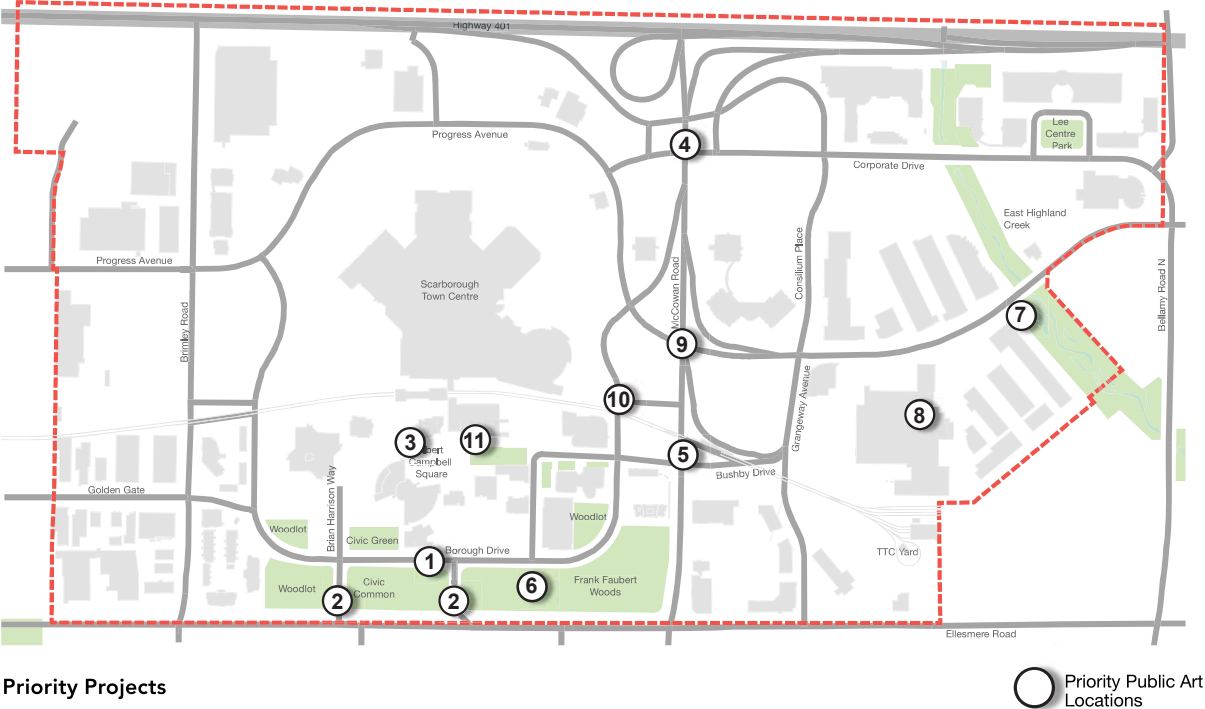 Highway 401
Progress Avenue
Lee
Centre
Park
4
Corporate Drive
East Highland
Creek
Progress Avenue
Consilium Place
Scarborough
Town Centre
McCowan Road
Brimley Road
Bellamy Road N
7
9
10
Grangeway Avenue
8
3
11
Campbell
Square
5
Bushby Drive
Golden Gate
Brian Harrison Way
Woodlot
Woodlot
Civic Green
Borough Drive
1
TTC Yard
Woodlot
Civic
Common
2
2
6
Frank Faubert
Woods
Ellesmere Road
Priority Projects
Priority Public Art
Locations